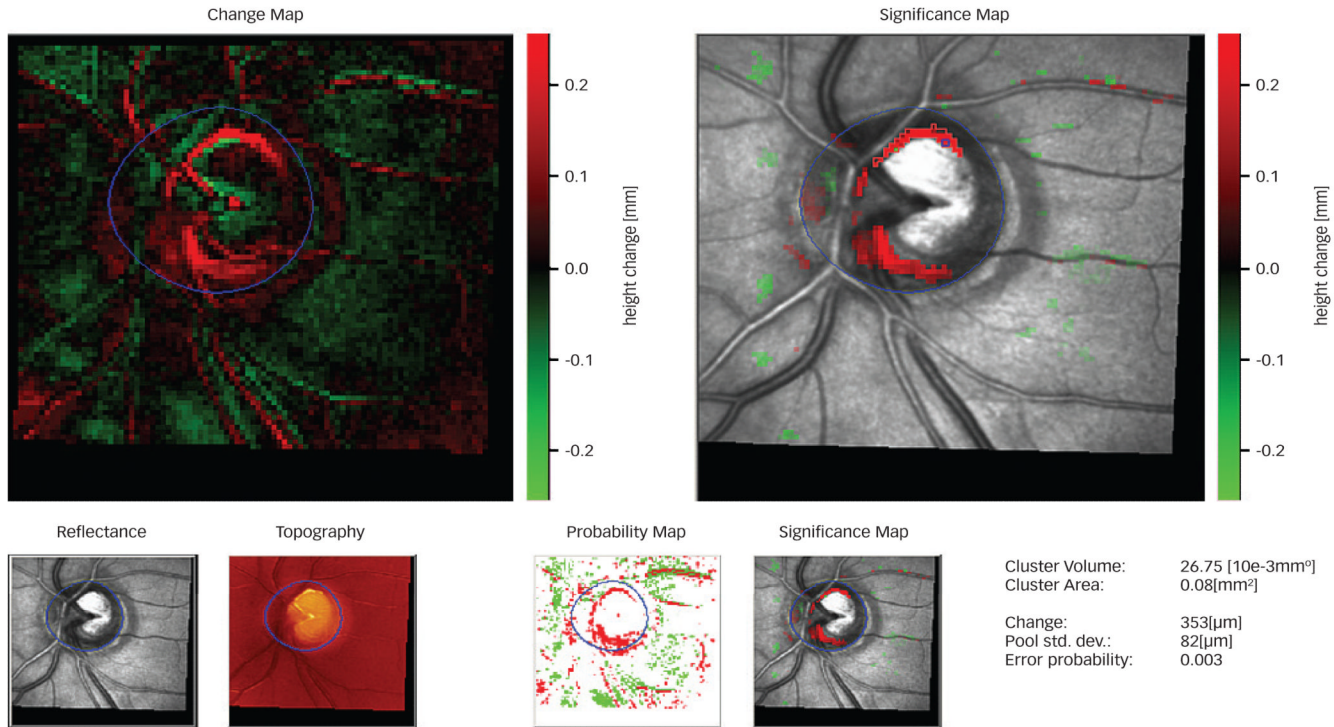 Change Map
Significance Map
0.2
0.1
0.0
-0.1
-0.2
height change [mm]
0.2
0.1
0.0
-0.1
-0.2
height change [mm]
Reflectance
Topography
Probability Map
Significance Map
Cluster Volume: 26.75 [10e-3mmº]
Cluster Area: 0.08[mm²]
Change: 353[µm]
Pool std. dev.: 82[µm]
Error probability: 0.003